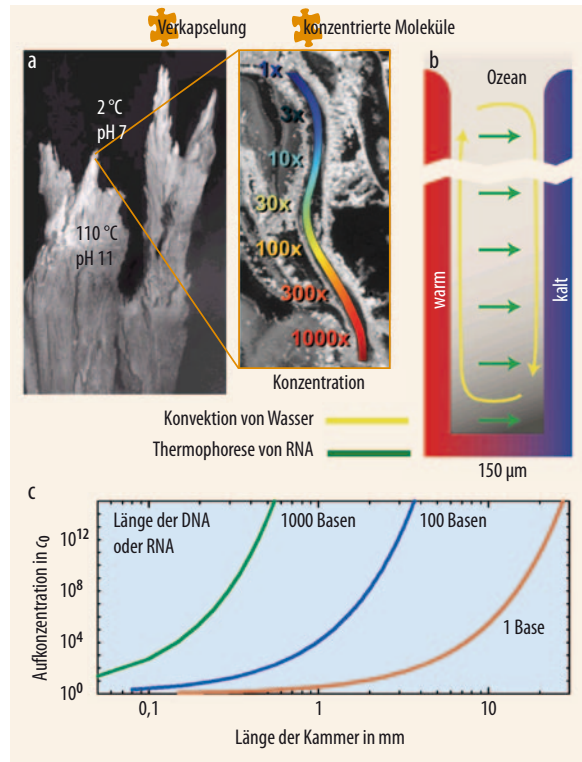 Verkapselung
konzentrierte Moleküle
a
2 °C
pH 7
110 °C
pH 11
1x
3x
10x
30x
100x
300x
1000x
Konzentration
b
Ozean
warm
kalt
150 µm
Konvektion von Wasser
Thermophorese von RNA
c
Länge der DNA
oder RNA
1000 Basen
100 Basen
1 Base
Aufkonzentration in c₀
10¹²
10⁸
10⁴
10⁰
0,1
1
10
Länge der Kammer in mm